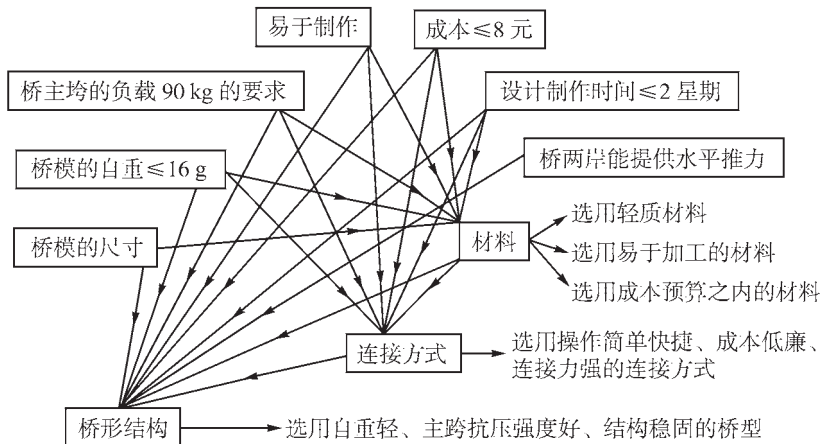 易于制作
成本≤8 元
桥主垮的负载 90 kg 的要求
设计制作时间≤2 星期
桥模的自重≤16 g
桥两岸能提供水平推力
选用轻质材料
桥模的尺寸
材料
选用易于加工的材料
选用成本预算之内的材料
连接方式
选用操作简单快捷、成本低廉、
连接力强的连接方式
桥形结构
选用自重轻、主跨抗压强度好、结构稳固的桥型